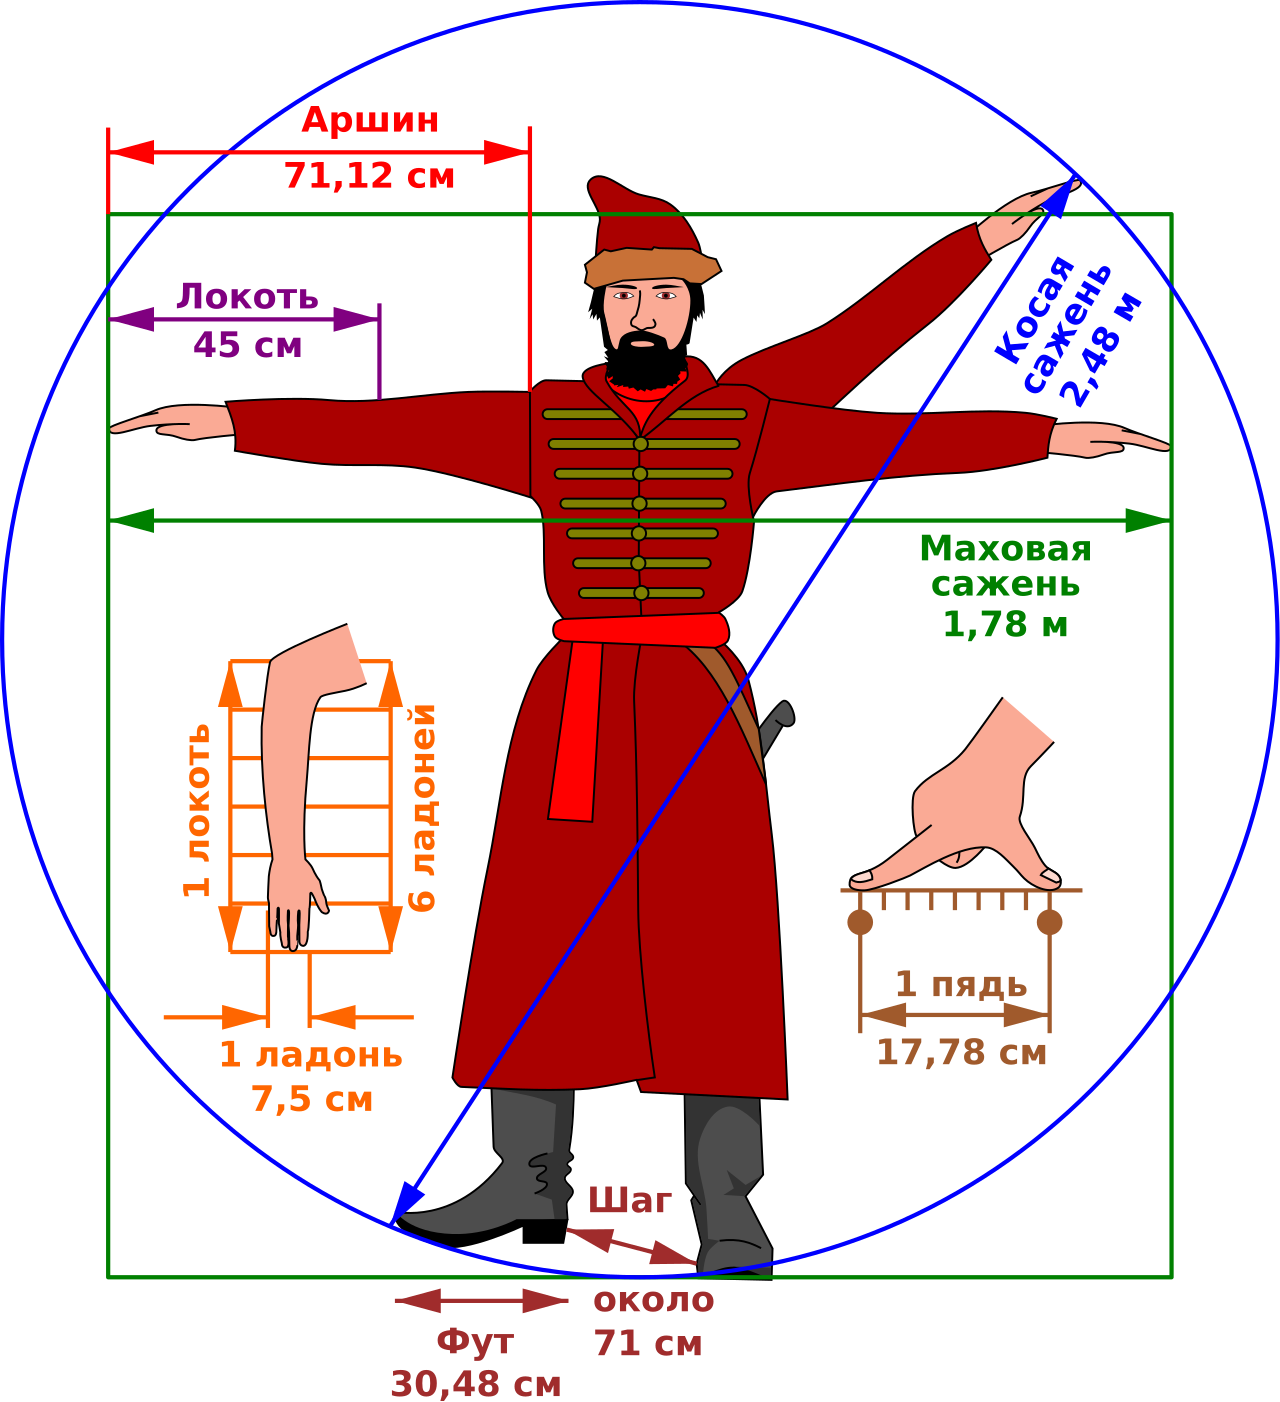 Аршин
71,12 см
Локоть
45 см
Косая
сажень
2,48 м
Маховая
сажень
1,78 м
1 локоть
6 ладоней
1 ладонь
7,5 см
1 пядь
17,78 см
Шаг
около
71 см
Фут
30,48 см